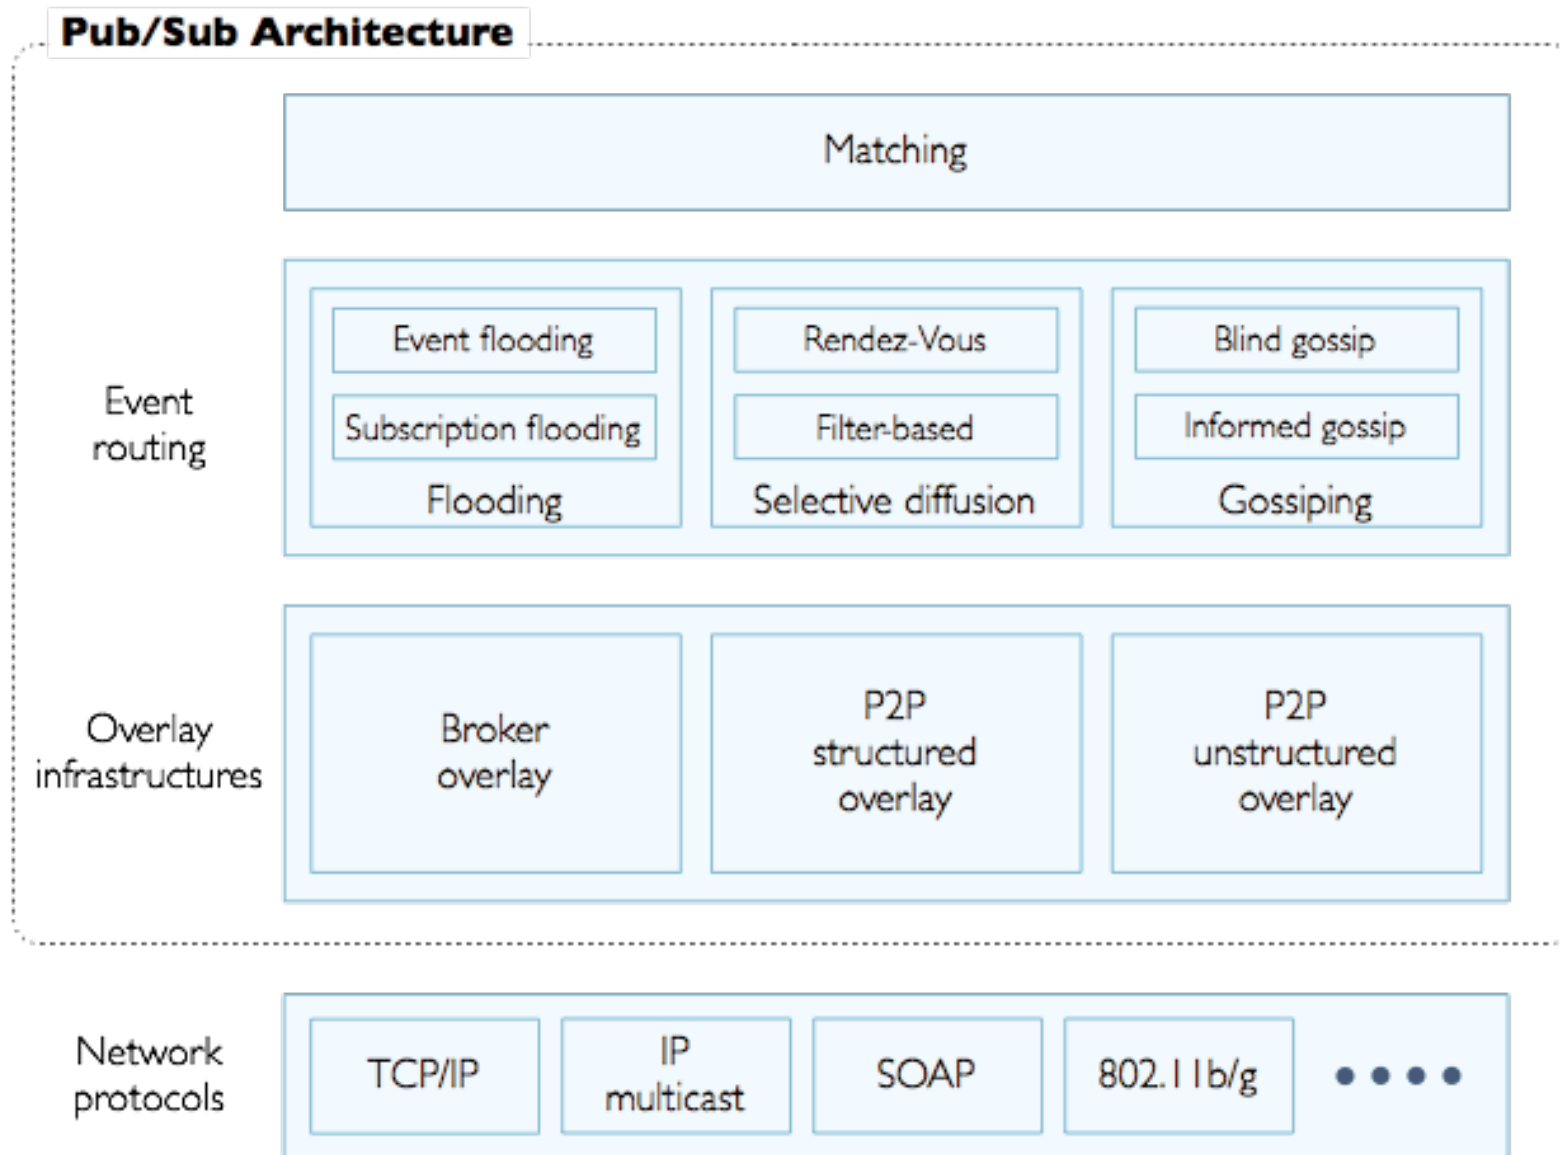 Pub/Sub Architecture
Matching
Event
routing
Event flooding
Subscription flooding
Flooding
Rendez-Vous
Filter-based
Selective diffusion
Blind gossip
Informed gossip
Gossiping
Overlay
infrastructures
Broker
overlay
P2P
structured
overlay
P2P
unstructured
overlay
Network
protocols
TCP/IP
IP
multicast
SOAP
802.11b/g